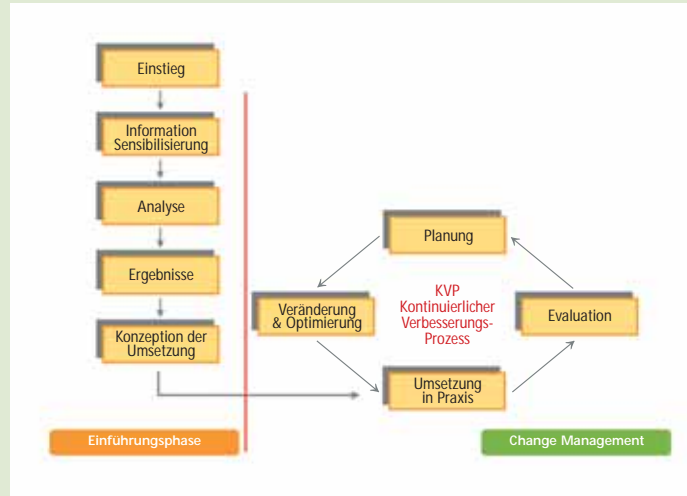 Einstieg
Information
Sensibilisierung
Analyse
Ergebnisse
Konzeption der
Umsetzung
Planung
Veränderung
& Optimierung
KVP
Kontinuierlicher
Verbesserungs-
Prozess
Evaluation
Umsetzung
in Praxis
Einführungsphase
Change Management